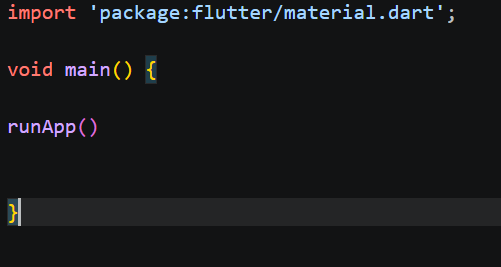 import 'package:flutter/material.dart';
void main() {
runApp()
}